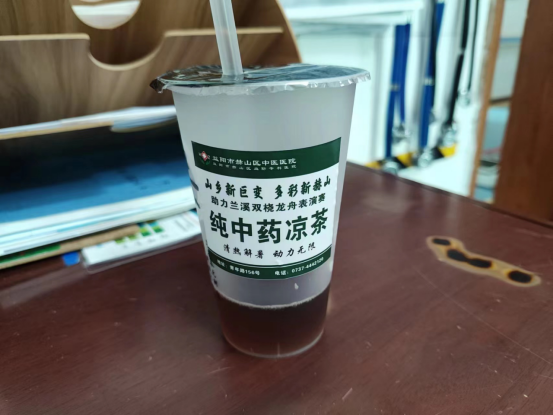 益阳市赫山区中医医院
山乡新巨变 多彩新赫山
助力兰溪双桡龙舟表演赛
纯中药凉茶
清热解暑 动力无限